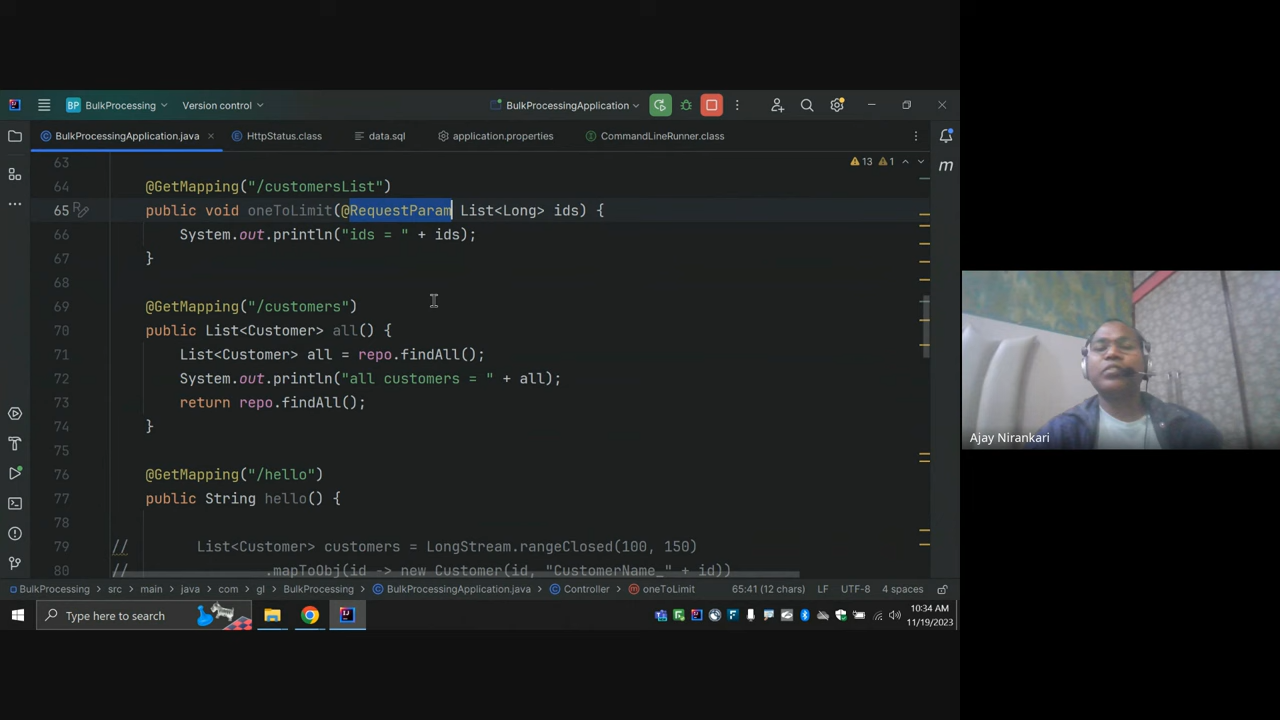 BP BulkProcessing Version control BulkProcessingApplication
BulkProcessingApplication.java HttpStatus.class data.sql application.properties CommandLineRunner.class
63 13 1
64 @GetMapping("/customersList")
65 public void oneToLimit(@RequestParam List<Long> ids) {
66 System.out.println("ids = " + ids);
67 }
68
69 @GetMapping("/customers")
70 public List<Customer> all() {
71 List<Customer> all = repo.findAll();
72 System.out.println("all customers = " + all);
73 return repo.findAll();
74 }
75
76 @GetMapping("/hello")
77 public String hello() {
78
79 // List<Customer> customers = LongStream.rangeClosed(100, 150)
80 // .mapToObj(id -> new Customer(id, "CustomerName_" + id))
m
BulkProcessing src main java com gl BulkProcessing BulkProcessingApplication.java Controller m oneToLimit 65:41 (12 chars) LF UTF-8 4 spaces
Type here to search
10:34 AM
11/19/2023
Ajay Nirankari